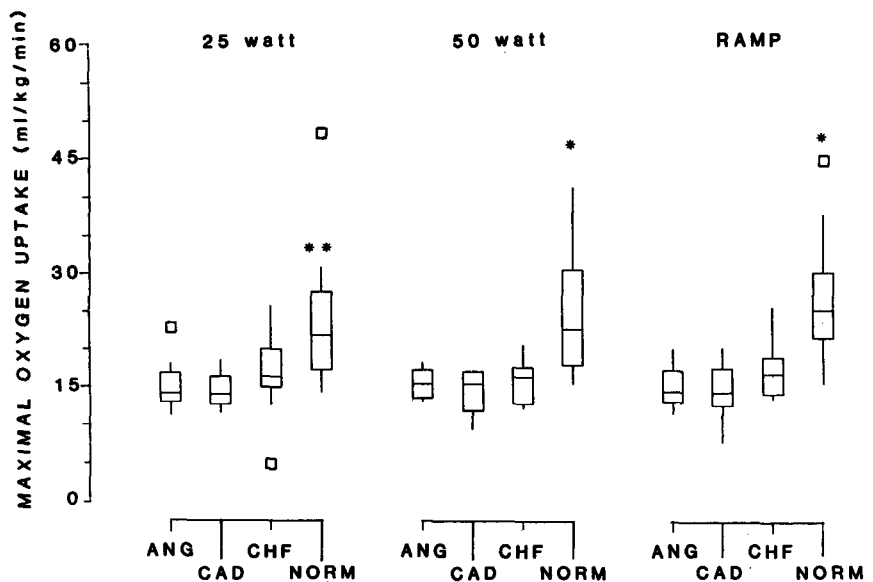 MAXIMAL OXYGEN UPTAKE (ml/kg/min)
60
45
30
15
0
25 watt
50 watt
RAMP
*
*
**
ANG
CAD
CHF
NORM
ANG
CAD
CHF
NORM
ANG
CAD
CHF
NORM